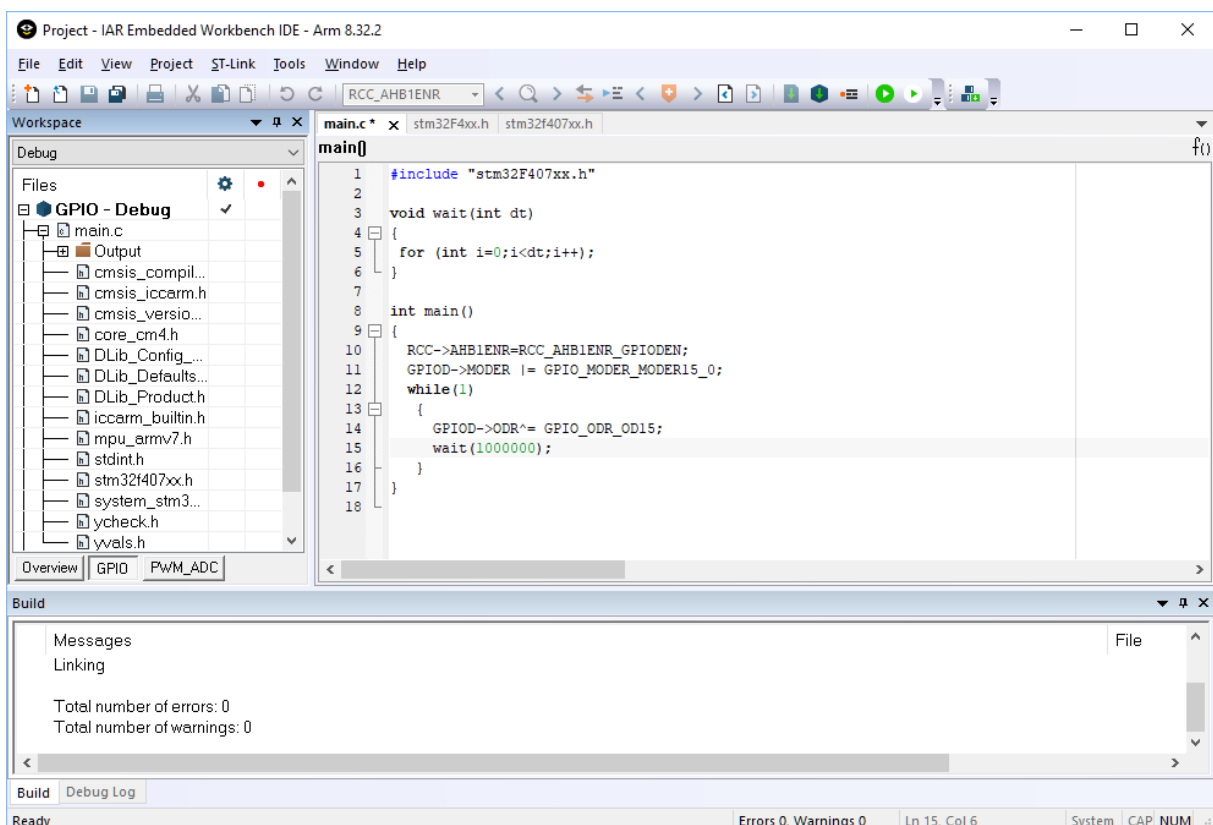 Project - IAR Embedded Workbench IDE - Arm 8.32.2
File Edit View Project ST-Link Tools Window Help
RCC_AHB1ENR
Workspace
main.c * stm32F4xx.h stm32f407xx.h
Debug
main()
f()
Files
GPIO - Debug
main.c
Output
cmsis_compil...
cmsis_iccarm.h
cmsis_versio...
core_cm4.h
DLib_Config_...
DLib_Defaults...
DLib_Product.h
iccarm_builtin.h
mpu_armv7.h
stdint.h
stm32f407xx.h
system_stm3...
ycheck.h
yvals.h
Overview GPIO PWM_ADC
1 #include "stm32F407xx.h"
2
3 void wait(int dt)
4 {
5 for (int i=0;i<dt;i++);
6 }
7
8 int main()
9 {
10 RCC->AHB1ENR=RCC_AHB1ENR_GPIODEN;
11 GPIOD->MODER |= GPIO_MODER_MODER15_0;
12 while(1)
13 {
14 GPIOD->ODR^= GPIO_ODR_OD15;
15 wait(1000000);
16 }
17 }
18
Build
Messages File
Linking
Total number of errors: 0
Total number of warnings: 0
Build Debug Log
Ready Errors 0, Warnings 0 Ln 15, Col 6 System CAP NUM